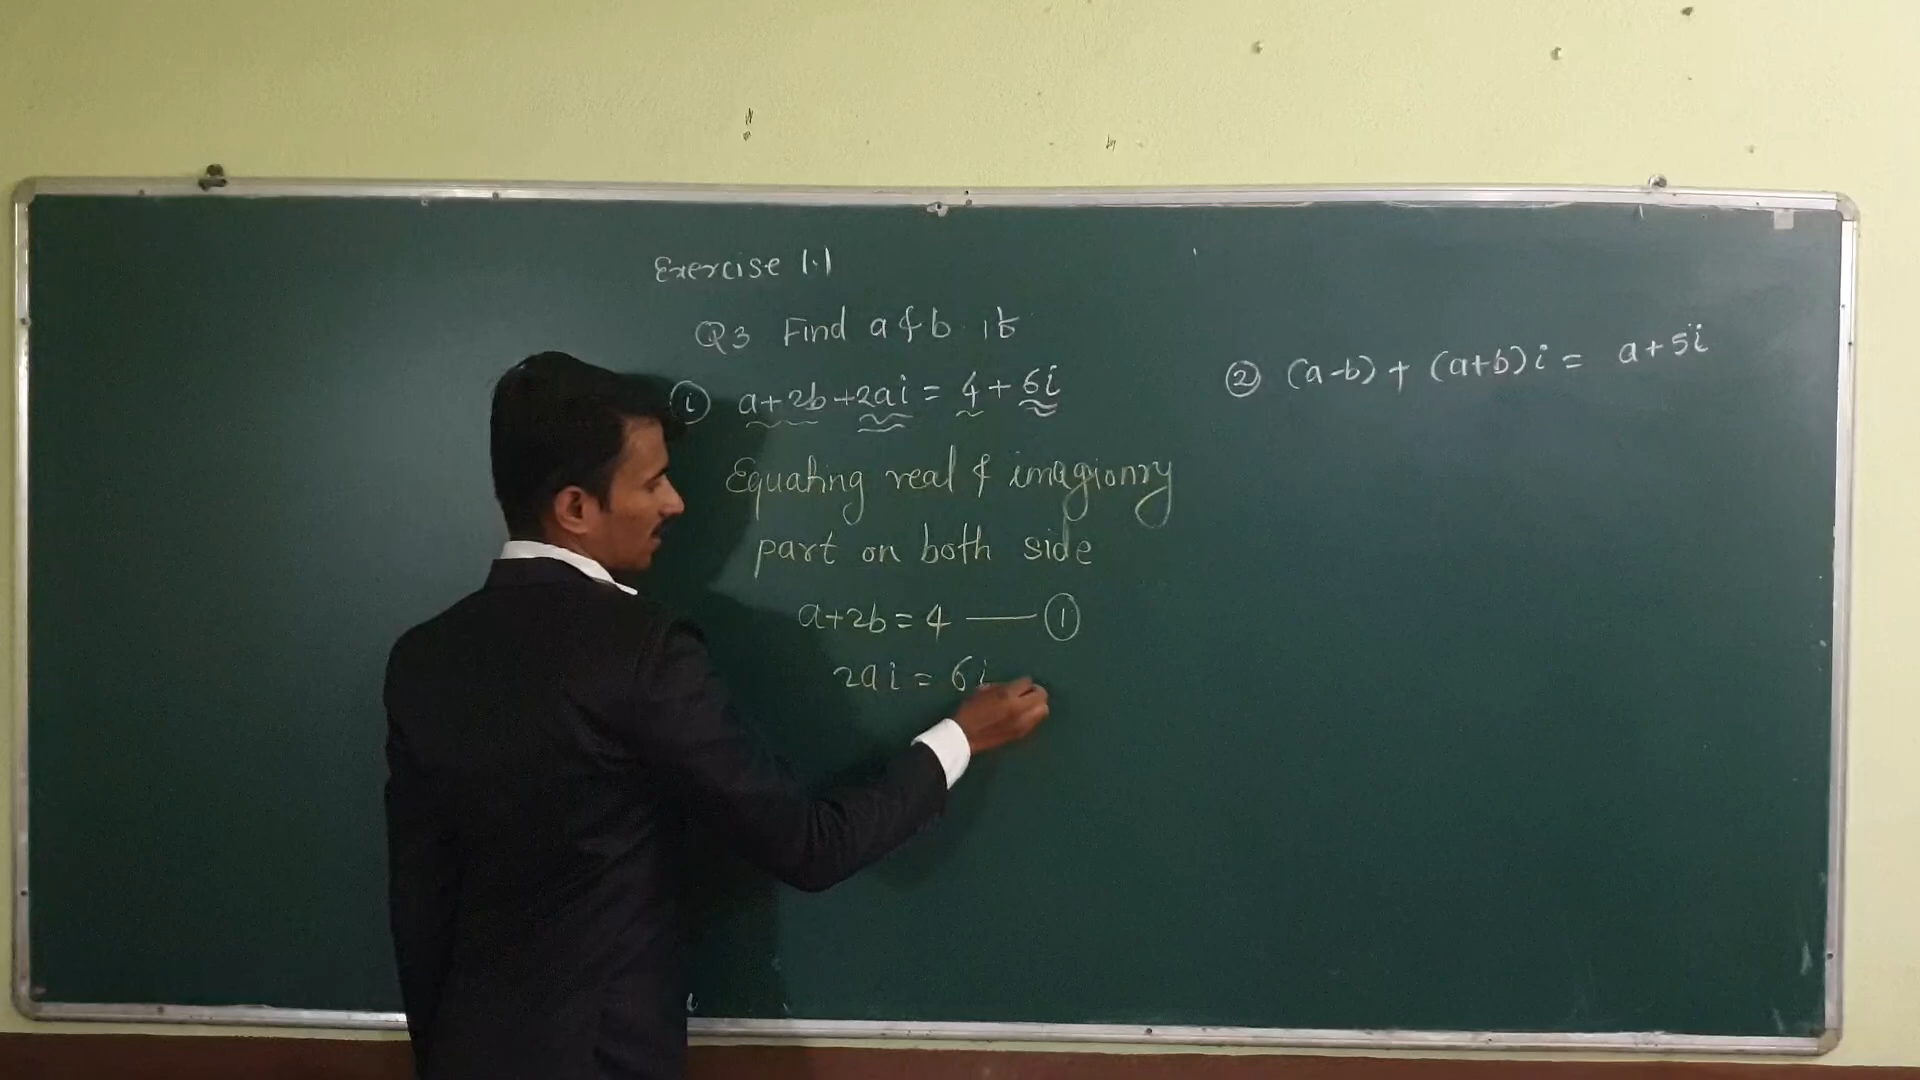 Exercise 1.1
Q3 Find a & b if
(i) a+2b+2ai = 4+6i
Equating real & imagionry
part on both side
a+2b=4 —— (1)
2ai = 6i
(2) (a-b)+(a+b)i = a+5i